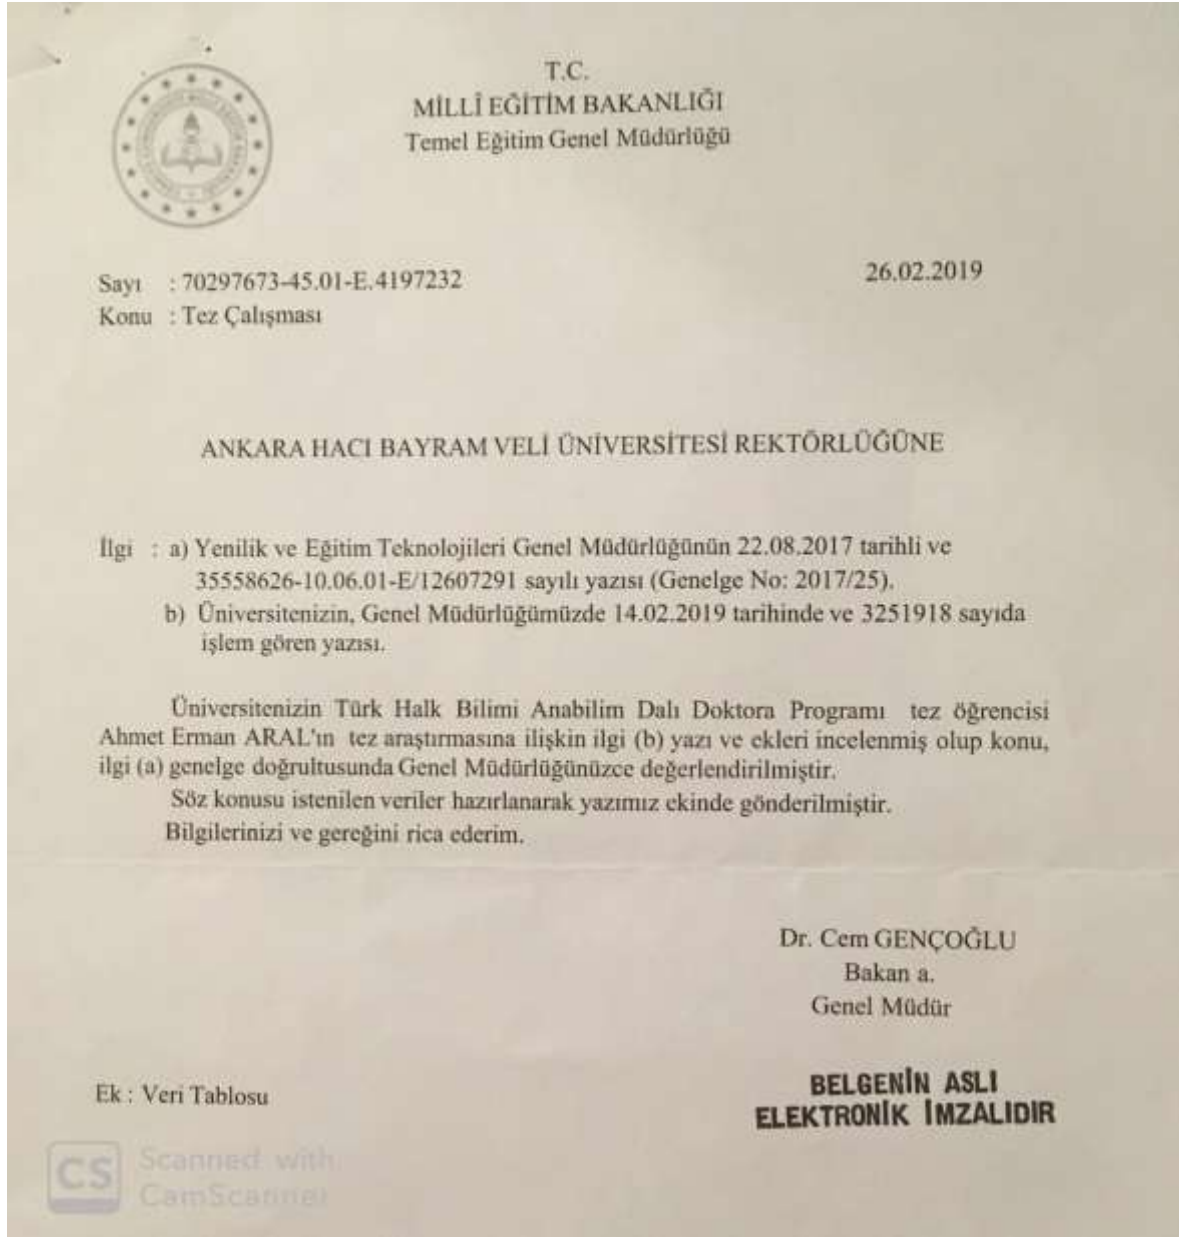 T.C.
MİLLÎ EĞİTİM BAKANLIĞI
Temel Eğitim Genel Müdürlüğü
Sayı : 70297673-45.01-E.4197232
26.02.2019
Konu : Tez Çalışması
ANKARA HACI BAYRAM VELİ ÜNİVERSİTESİ REKTÖRLÜĞÜNE
İlgi : a) Yenilik ve Eğitim Teknolojileri Genel Müdürlüğünün 22.08.2017 tarihli ve
35558626-10.06.01-E/12607291 sayılı yazısı (Genelge No: 2017/25).
b) Üniversitenizin, Genel Müdürlüğümüzde 14.02.2019 tarihinde ve 3251918 sayıda
işlem gören yazısı.
Üniversitenizin Türk Halk Bilimi Anabilim Dalı Doktora Programı tez öğrencisi
Ahmet Erman ARAL'ın tez araştırmasına ilişkin ilgi (b) yazı ve ekleri incelenmiş olup konu,
ilgi (a) genelge doğrultusunda Genel Müdürlüğünüzce değerlendirilmiştir.
Söz konusu istenilen veriler hazırlanarak yazımız ekinde gönderilmiştir.
Bilgilerinizi ve gereğini rica ederim.
Dr. Cem GENÇOĞLU
Bakan a.
Genel Müdür
Ek : Veri Tablosu
BELGENİN ASLI
ELEKTRONİK İMZALIDIR
CS Scanned with
CamScanner